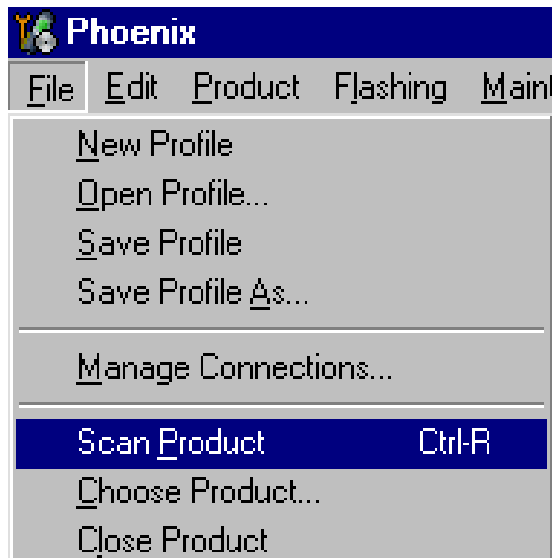 Phoenix
File Edit Product Flashing Maint
New Profile
Open Profile...
Save Profile
Save Profile As...
Manage Connections...
Scan Product Ctrl-R
Choose Product...
Close Product